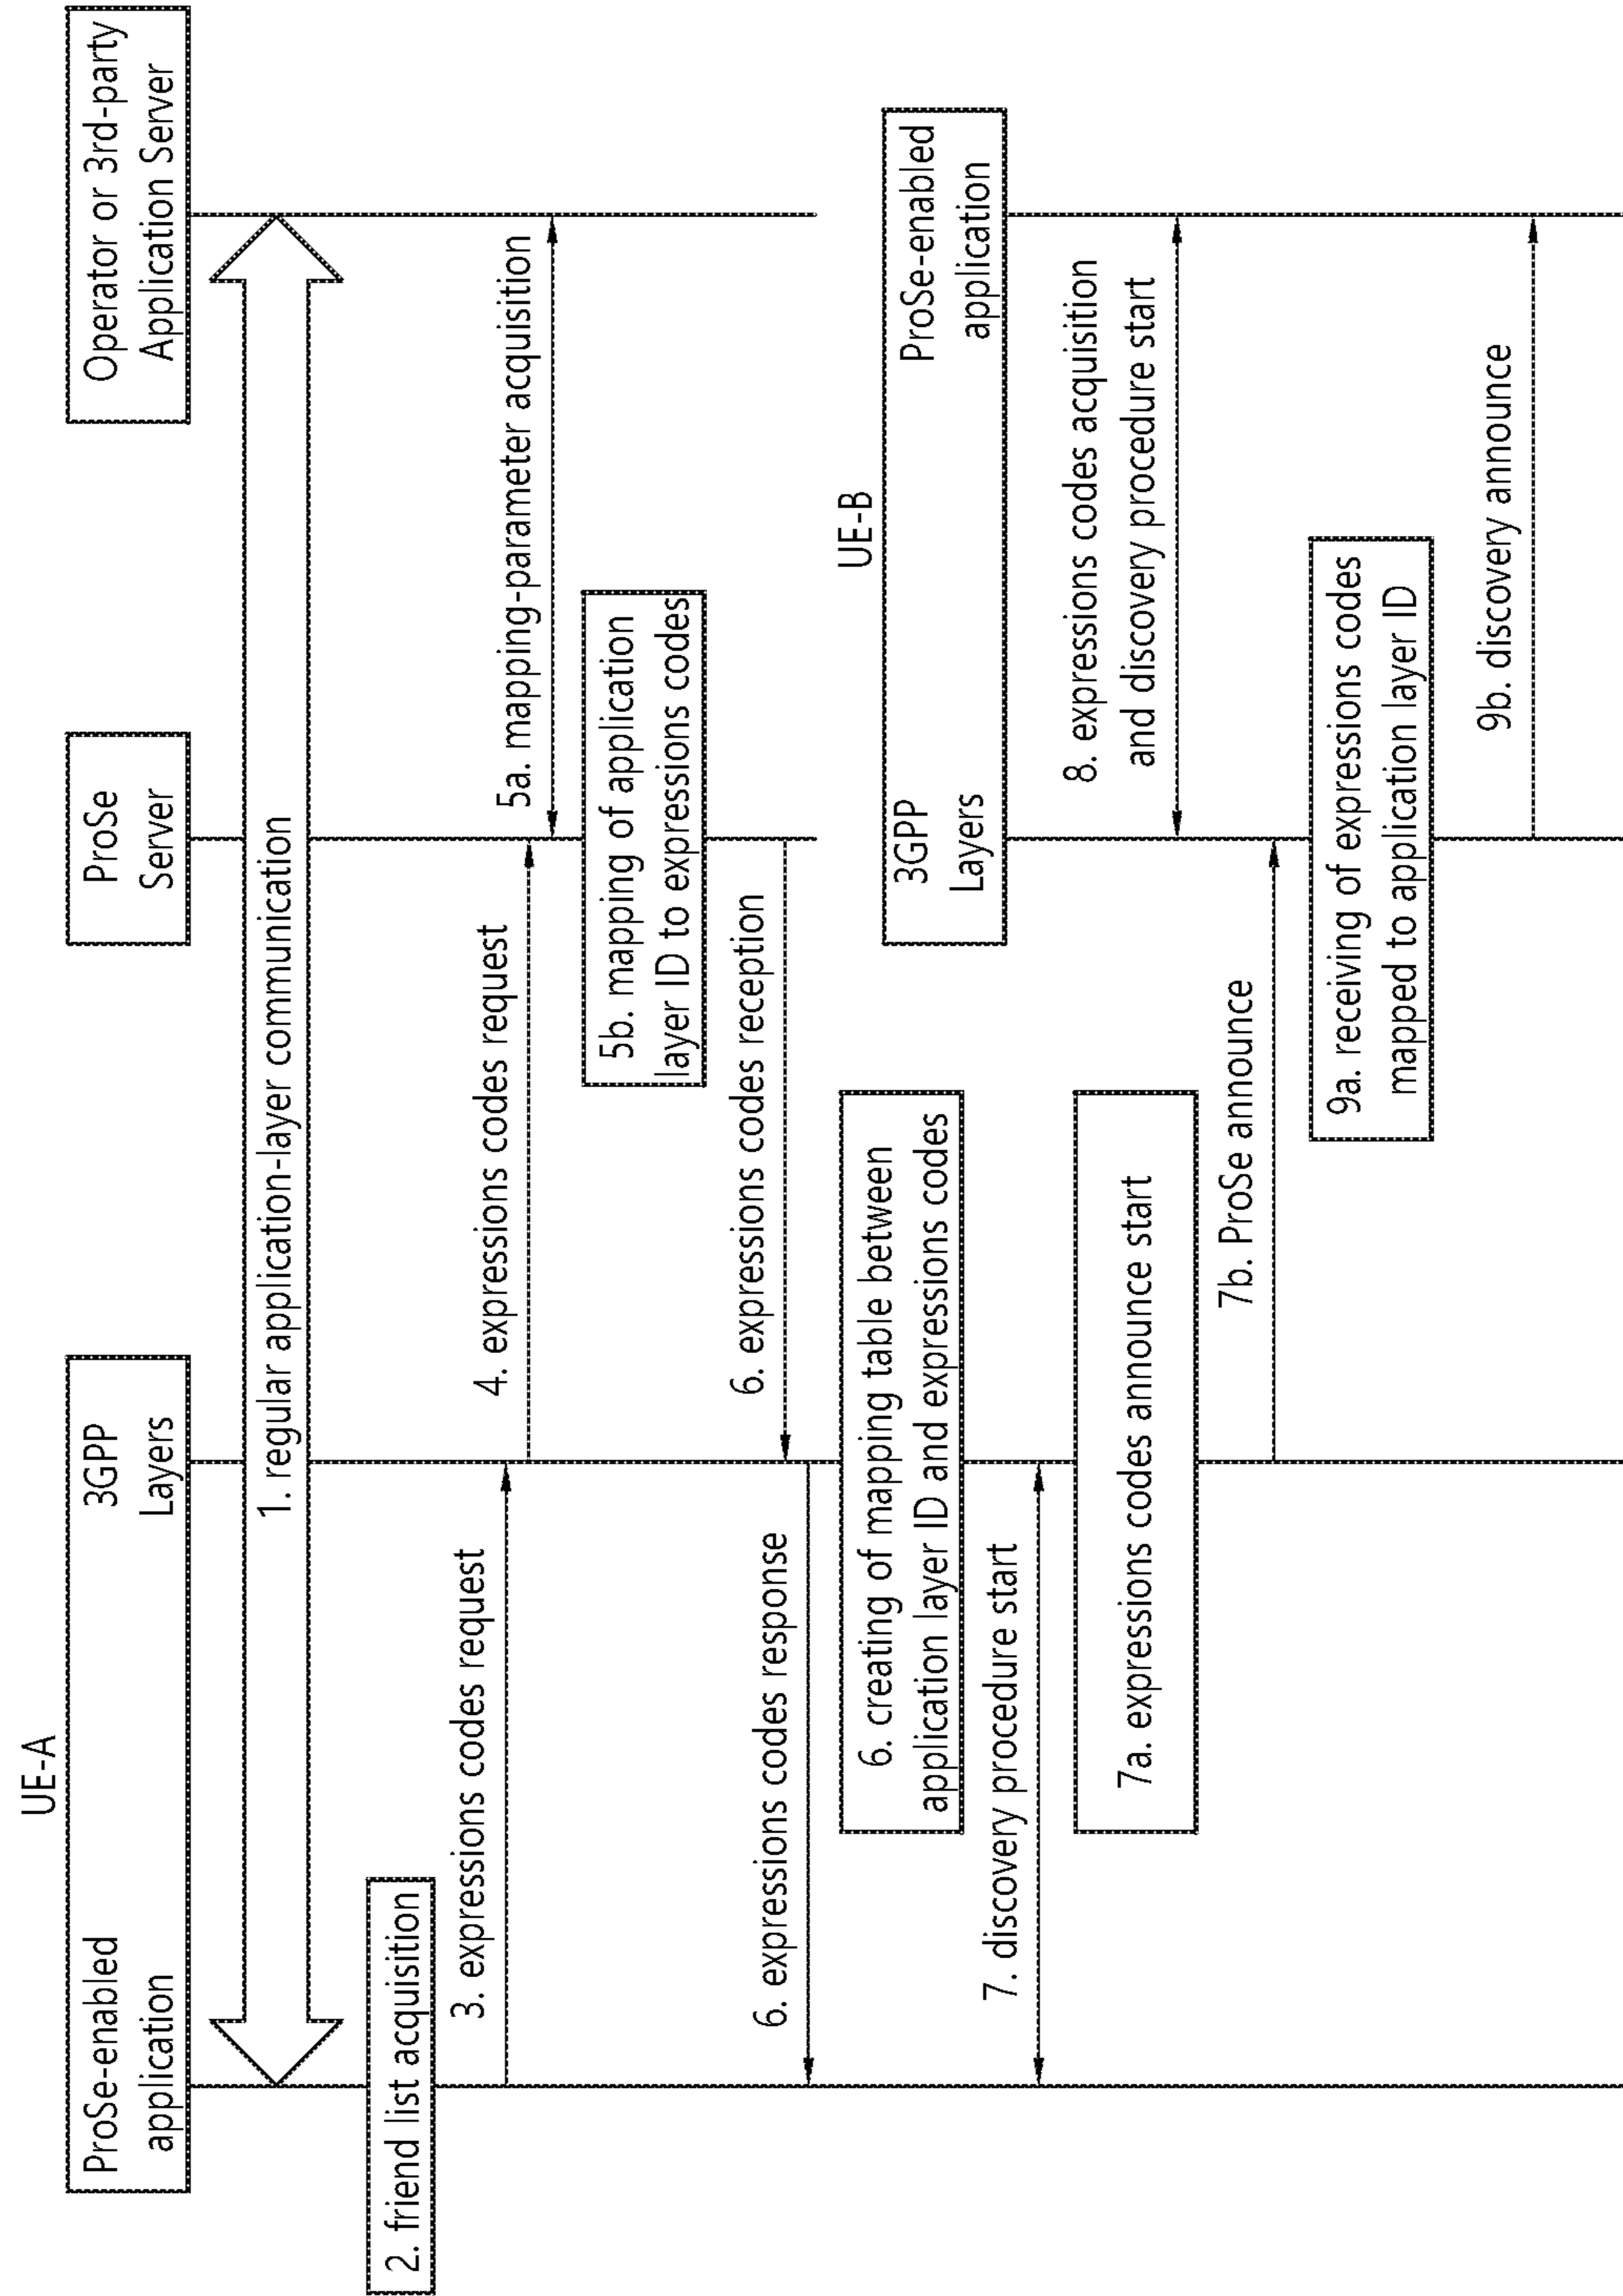 UE-A
ProSe-enabled
application
3GPP
Layers
ProSe
Server
Operator or 3rd-party
Application Server
1. regular application-layer communication
2. friend list acquisition
3. expressions codes request
4. expressions codes request
5a. mapping-parameter acquisition
5b. mapping of application
layer ID to expressions codes
6. expressions codes reception
6. expressions codes response
6. creating of mapping table between
application layer ID and expressions codes
UE-B
3GPP
Layers
ProSe-enabled
application
7. discovery procedure start
7a. expressions codes announce start
8. expressions codes acquisition
and discovery procedure start
7b. ProSe announce
9a. receiving of expressions codes
mapped to application layer ID
9b. discovery announce